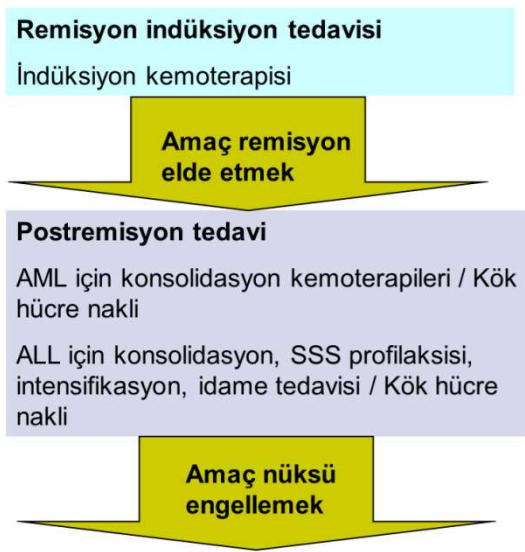 Remisyon indüksiyon tedavisi
İndüksiyon kemoterapisi
Amaç remisyon
elde etmek
Postremisyon tedavi
AML için konsolidasyon kemoterapileri / Kök
hücre nakli
ALL için konsolidasyon, SSS profilaksisi,
intensifikasyon, idame tedavisi / Kök hücre
nakli
Amaç nüksü
engellemek